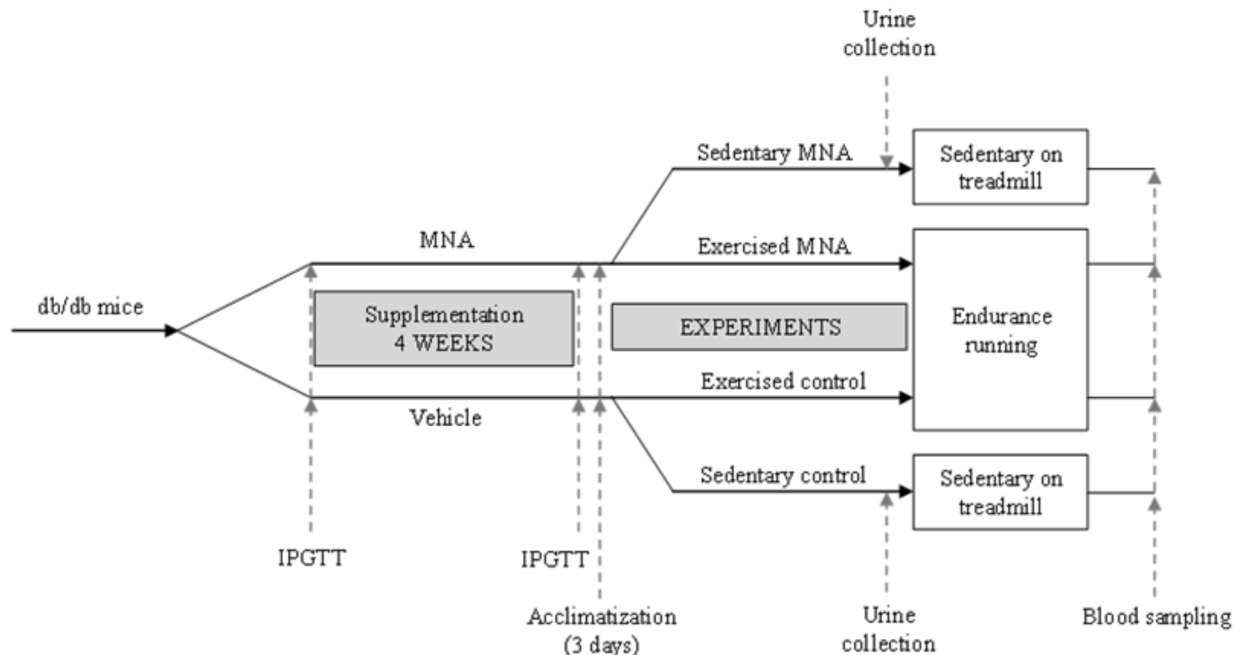 Urine
collection
Sedentary MNA
Sedentary on
treadmill
MNA
Exercised MNA
db/db mice
Supplementation
4 WEEKS
EXPERIMENTS
Endurance
running
Vehicle
Exercised control
Sedentary control
Sedentary on
treadmill
IPGTT
IPGTT
Acclimatization
(3 days)
Urine
collection
Blood sampling